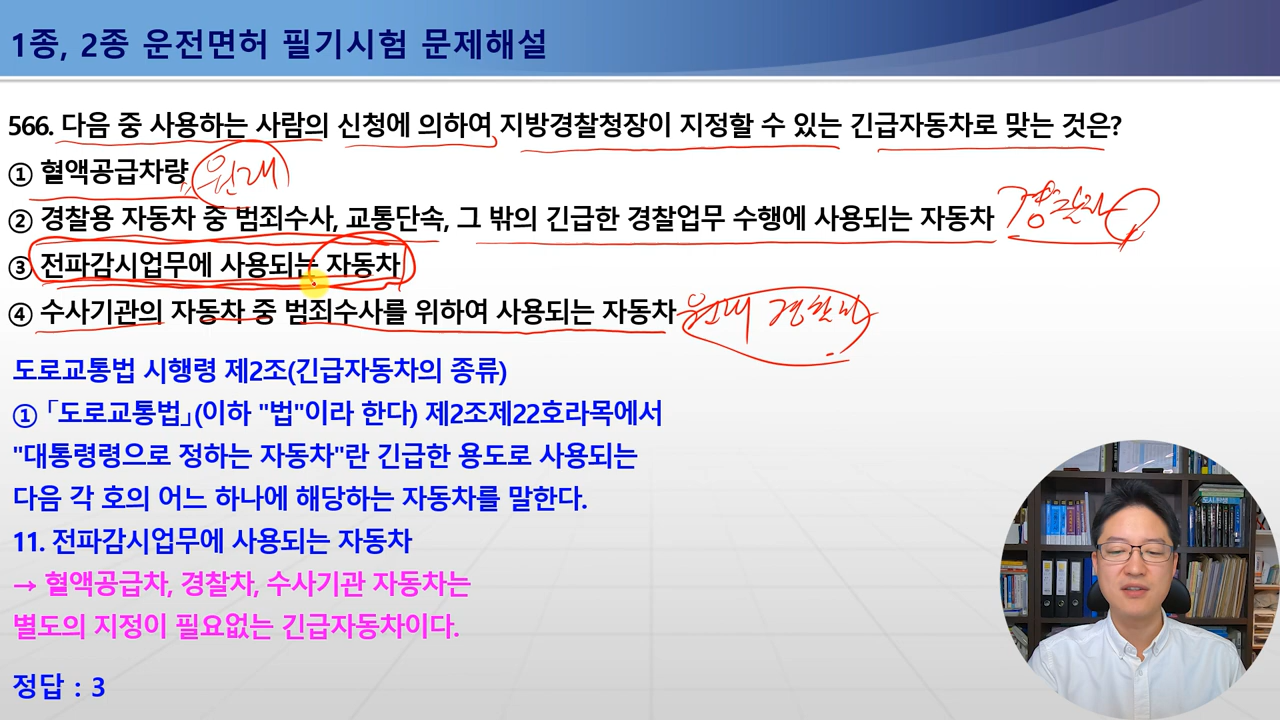 1종, 2종 운전면허 필기시험 문제해설
566. 다음 중 사용하는 사람의 신청에 의하여 지방경찰청장이 지정할 수 있는 긴급자동차로 맞는 것은?
① 혈액공급차량 원래
② 경찰용 자동차 중 범죄수사, 교통단속, 그 밖의 긴급한 경찰업무 수행에 사용되는 자동차 경찰차
③ 전파감시업무에 사용되는 자동차
④ 수사기관의 자동차 중 범죄수사를 위하여 사용되는 자동차 원래 경찰차
도로교통법 시행령 제2조(긴급자동차의 종류)
① 「도로교통법」(이하 "법"이라 한다) 제2조제22호라목에서
"대통령령으로 정하는 자동차"란 긴급한 용도로 사용되는
다음 각 호의 어느 하나에 해당하는 자동차를 말한다.
11. 전파감시업무에 사용되는 자동차
→ 혈액공급차, 경찰차, 수사기관 자동차는
별도의 지정이 필요없는 긴급자동차이다.
정답 : 3